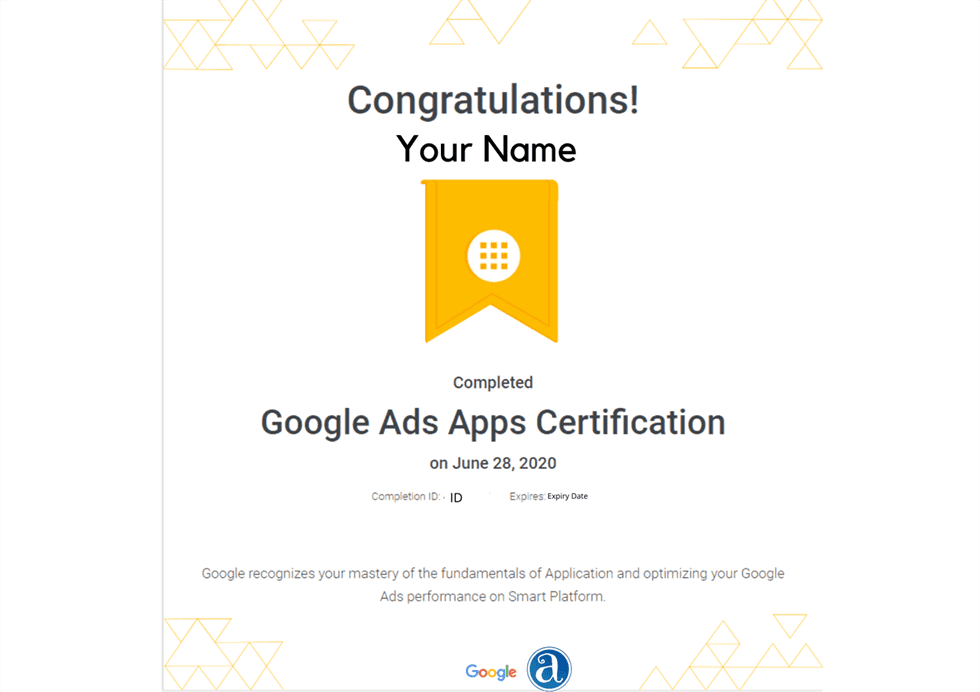 Congratulations!
Your Name
Completed
Google Ads Apps Certification
on June 28, 2020
Completion ID: · ID Expires: Expiry Date
Google recognizes your mastery of the fundamentals of Application and optimizing your Google
Ads performance on Smart Platform.
Google a